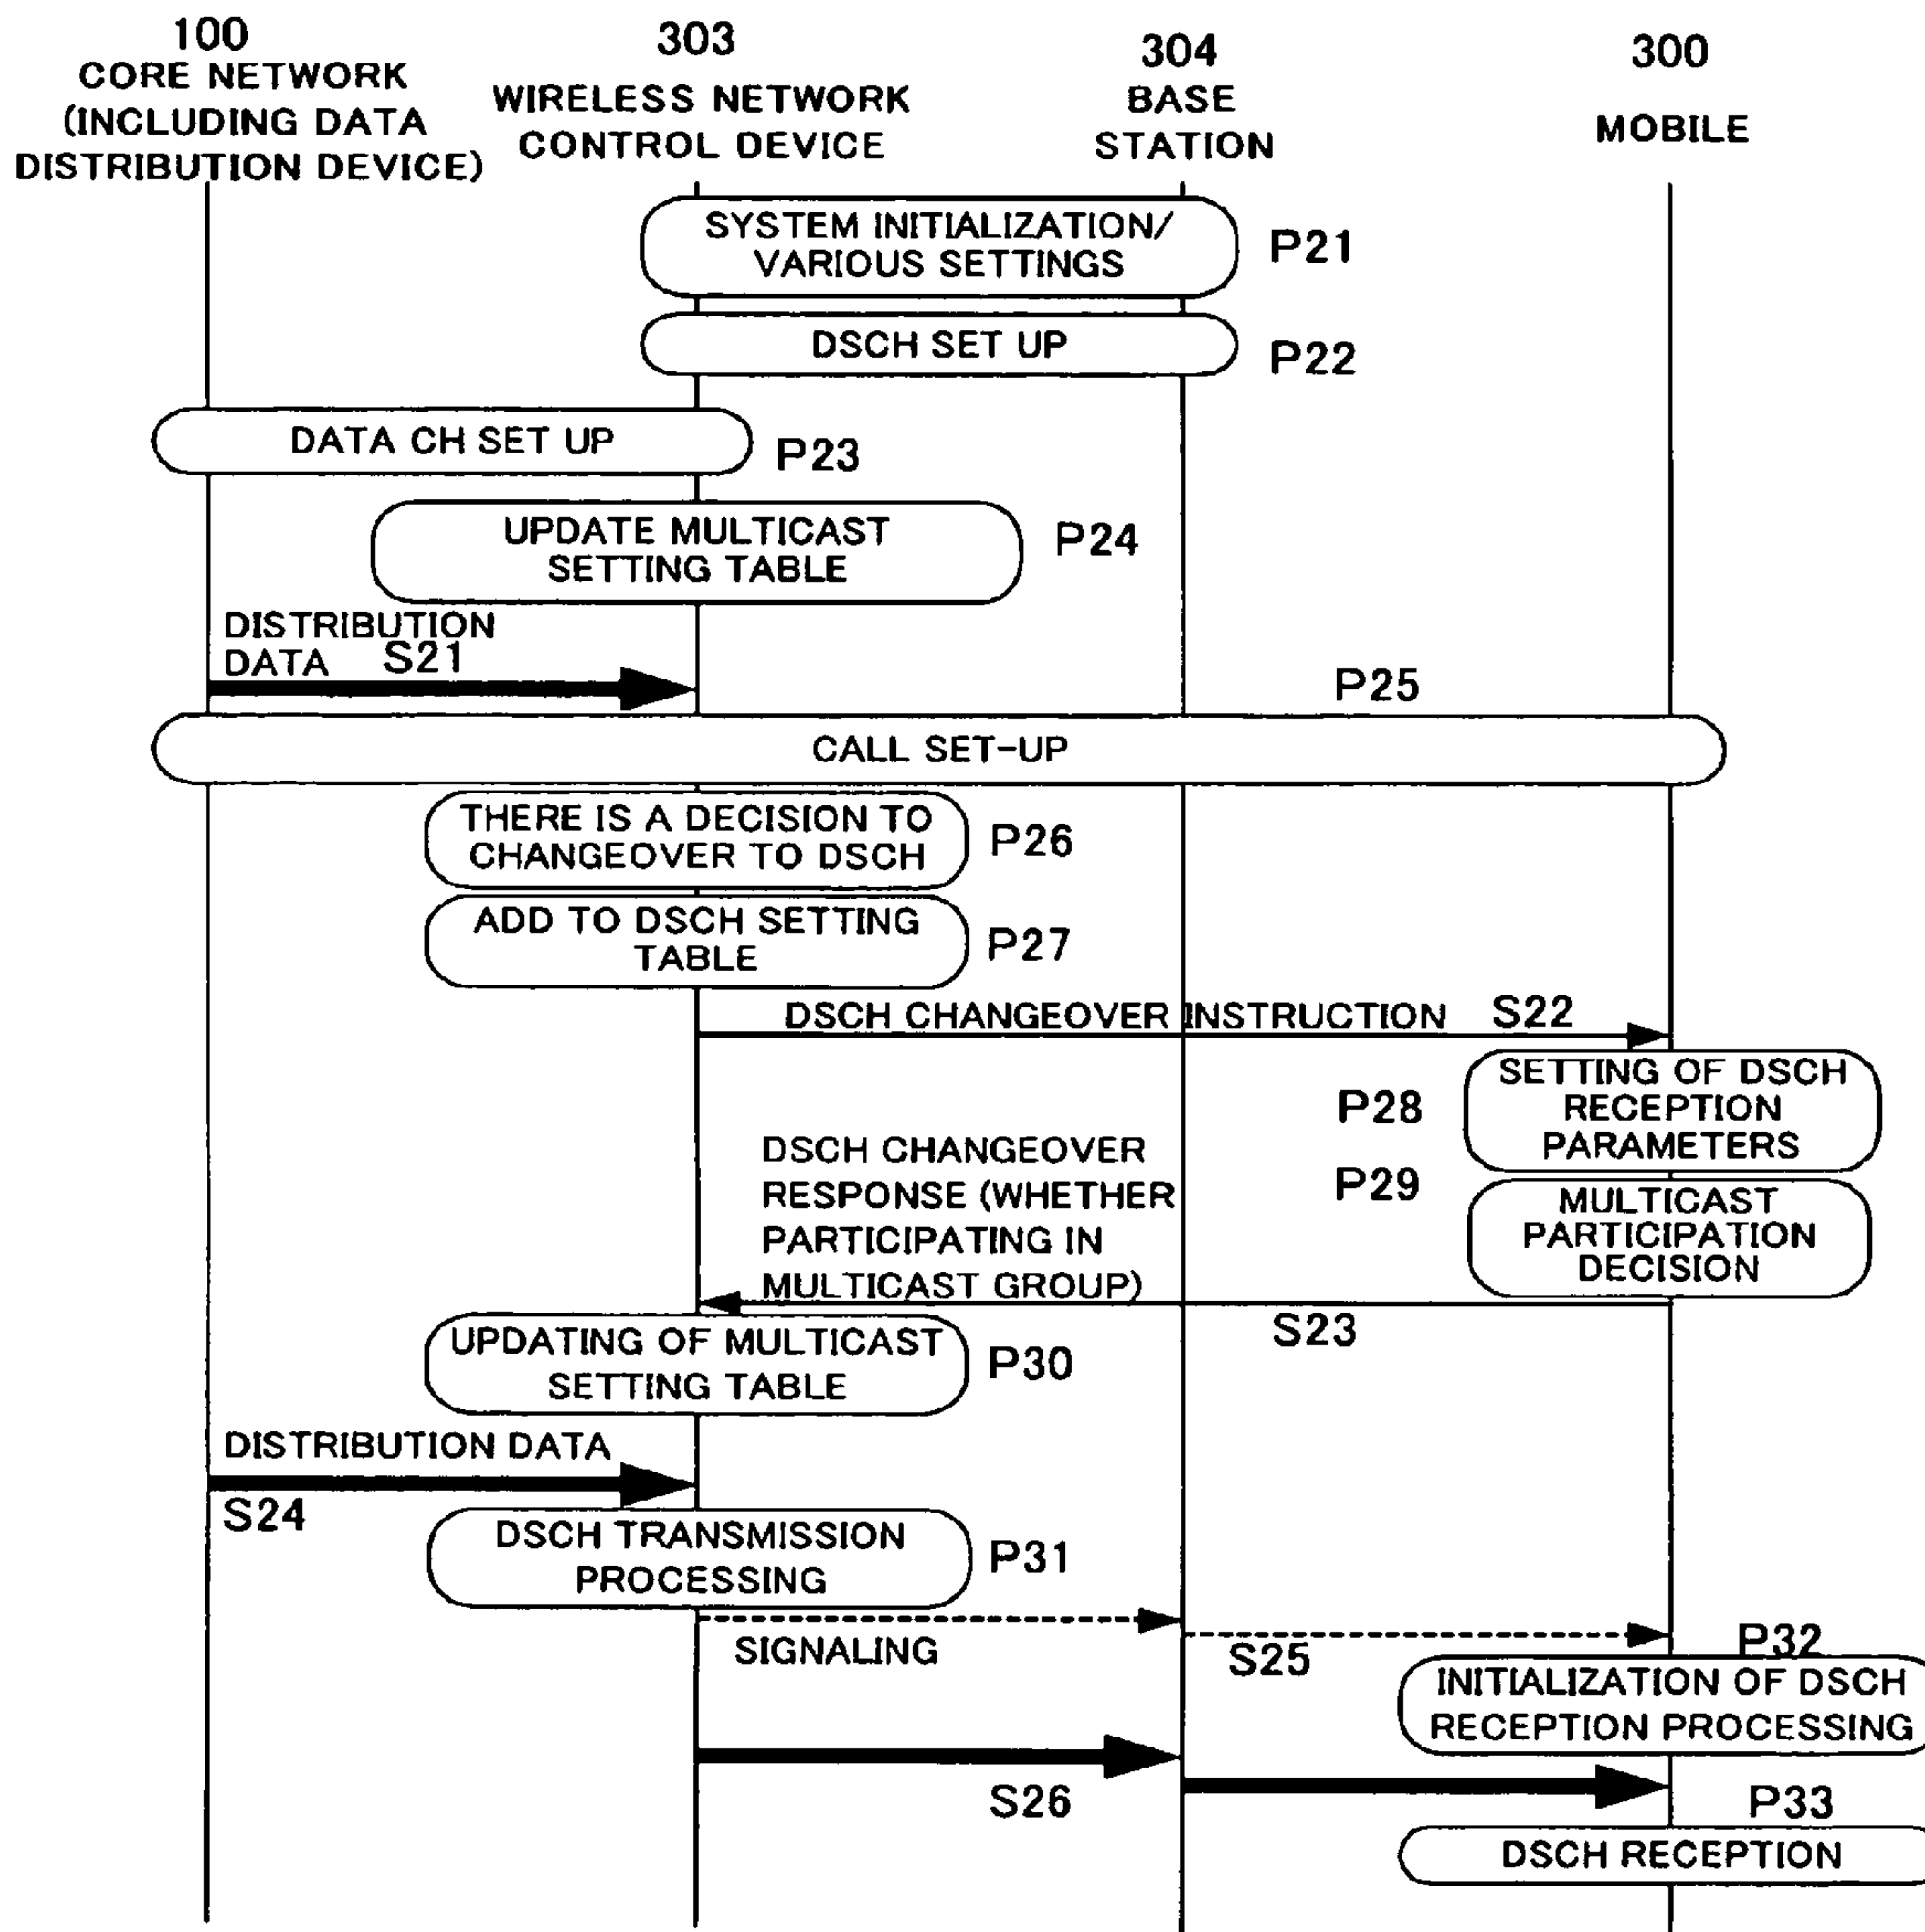 100
CORE NETWORK
(INCLUDING DATA
DISTRIBUTION DEVICE)
303
WIRELESS NETWORK
CONTROL DEVICE
304
BASE
STATION
300
MOBILE
SYSTEM INITIALIZATION/
VARIOUS SETTINGS
P21
DSCH SET UP
P22
DATA CH SET UP
P23
UPDATE MULTICAST
SETTING TABLE
P24
DISTRIBUTION
DATA S21
P25
CALL SET-UP
THERE IS A DECISION TO
CHANGEOVER TO DSCH
P26
ADD TO DSCH SETTING
TABLE
P27
DSCH CHANGEOVER INSTRUCTION S22
SETTING OF DSCH
RECEPTION
PARAMETERS
P28
DSCH CHANGEOVER
RESPONSE (WHETHER
PARTICIPATING IN
MULTICAST GROUP)
P29
MULTICAST
PARTICIPATION
DECISION
S23
UPDATING OF MULTICAST
SETTING TABLE
P30
DISTRIBUTION DATA
S24
DSCH TRANSMISSION
PROCESSING
P31
SIGNALING
S25
P32
INITIALIZATION OF DSCH
RECEPTION PROCESSING
S26
P33
DSCH RECEPTION